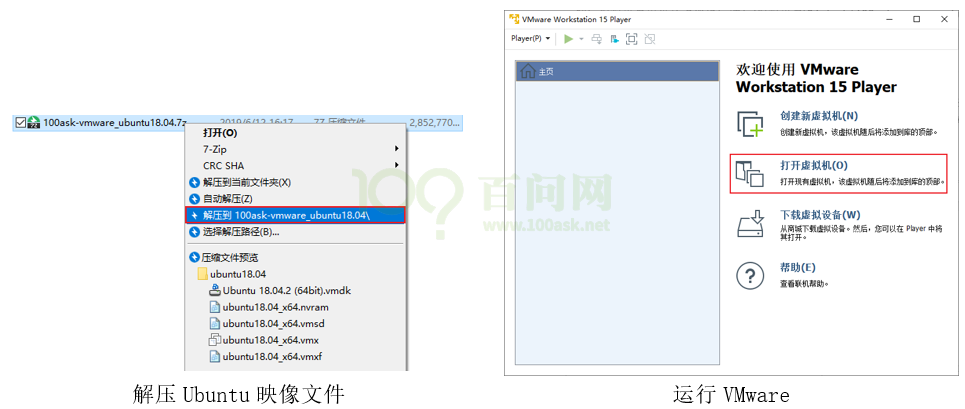 100ask-vmware_ubuntu18.04.7z 2019/6/12 16:17 7Z 压缩文件 2,852,770...
打开(O)
7-Zip
CRC SHA
解压到当前文件夹(X)
自动解压(Z)
解压到 100ask-vmware_ubuntu18.04\
选择解压路径(B)...
压缩文件预览
ubuntu18.04
Ubuntu 18.04.2 (64bit).vmdk
ubuntu18.04_x64.nvram
ubuntu18.04_x64.vmsd
ubuntu18.04_x64.vmx
ubuntu18.04_x64.vmxf
解压 Ubuntu 映像文件
100?
百问网
www.100ask.net
VMware Workstation 15 Player
Player(P)
主页
欢迎使用 VMware
Workstation 15 Player
创建新虚拟机(N)
创建新虚拟机，该虚拟机随后将添加到库的顶部。
打开虚拟机(O)
打开现有虚拟机，该虚拟机随后将添加到库的顶部。
下载虚拟设备(W)
从商城下载虚拟设备。然后，您可以在 Player 中将
其打开。
帮助(E)
查看联机帮助。
运行 VMware